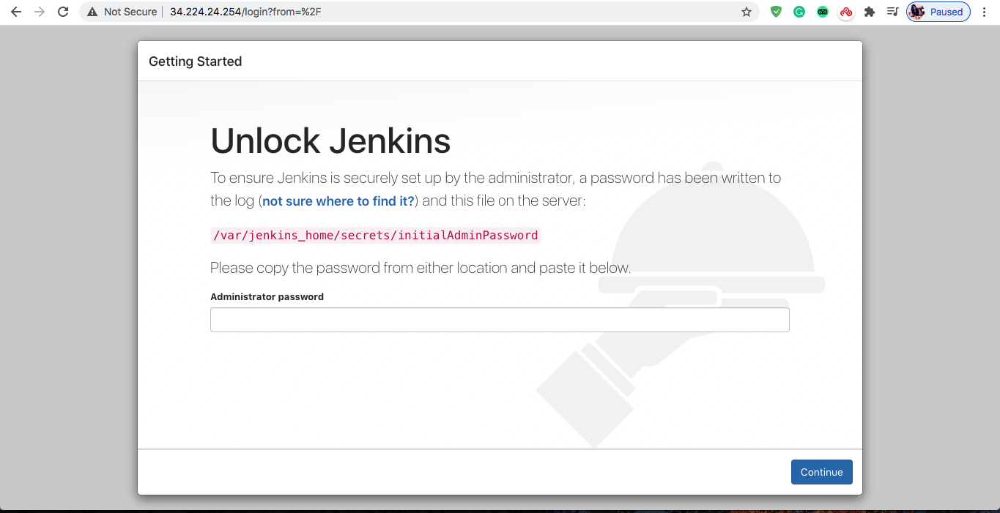 Not Secure
34.224.24.254/login?from=%2F
Paused
Getting Started
Unlock Jenkins
To ensure Jenkins is securely set up by the administrator, a password has been written to
the log (not sure where to find it?) and this file on the server:
/var/jenkins_home/secrets/initialAdminPassword
Please copy the password from either location and paste it below.
Administrator password
Continue